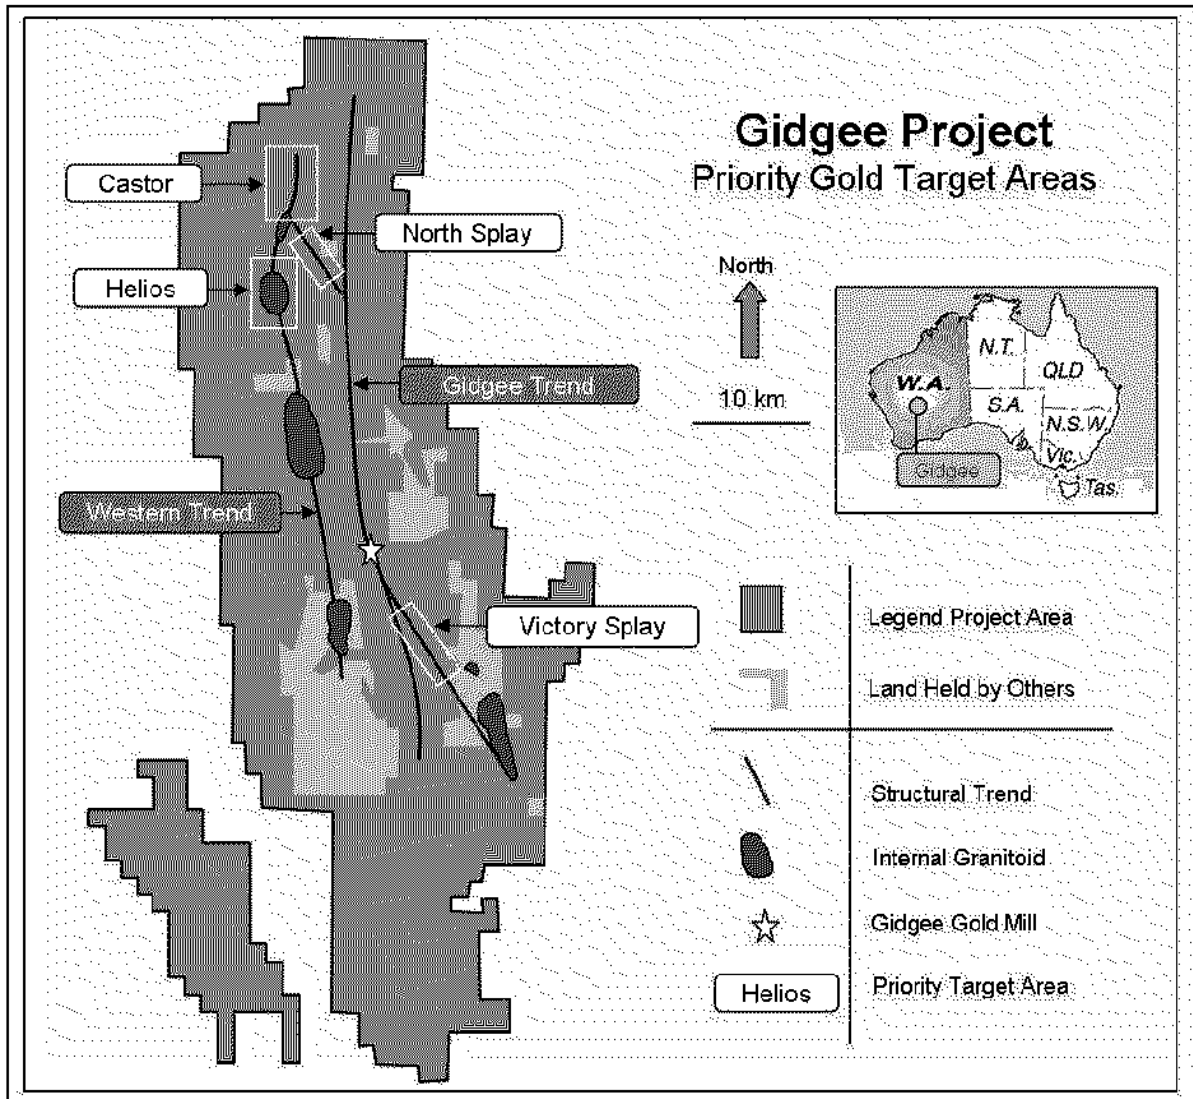 Gidgee Project
Priority Gold Target Areas
Castor
North Splay
Helios
North
10 km
Gidgee Trend
Western Trend
Victory Splay
N.T.
QLD
W.A.
S.A.
N.S.W.
Vic.
Tas.
Gidgee
Legend Project Area
Land Held by Others
Structural Trend
Internal Granitoid
Gidgee Gold Mill
Helios
Priority Target Area